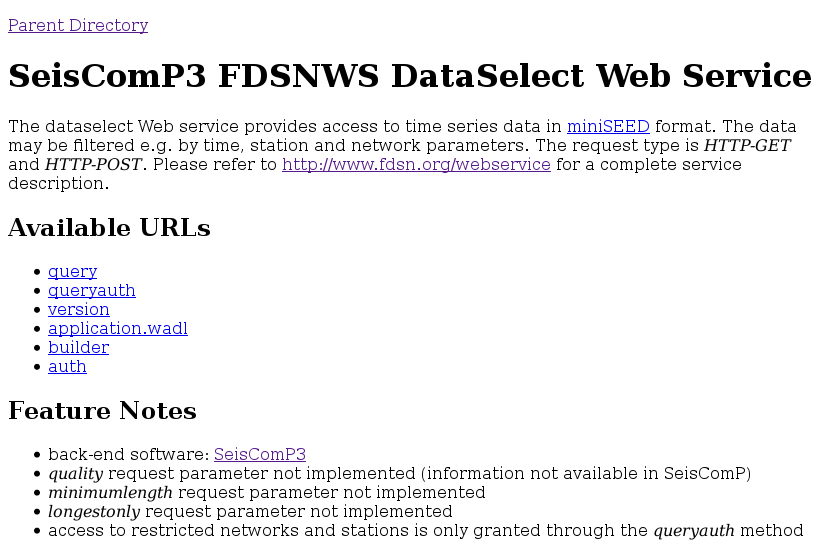 Parent Directory
SeisComP3 FDSNWS DataSelect Web Service
The dataselect Web service provides access to time series data in miniSEED format. The data
may be filtered e.g. by time, station and network parameters. The request type is HTTP-GET
and HTTP-POST. Please refer to http://www.fdsn.org/webservice for a complete service
description.
Available URLs
• query
• queryauth
• version
• application.wadl
• builder
• auth
Feature Notes
• back-end software: SeisComP3
• quality request parameter not implemented (information not available in SeisComP)
• minimumlength request parameter not implemented
• longestonly request parameter not implemented
• access to restricted networks and stations is only granted through the queryauth method